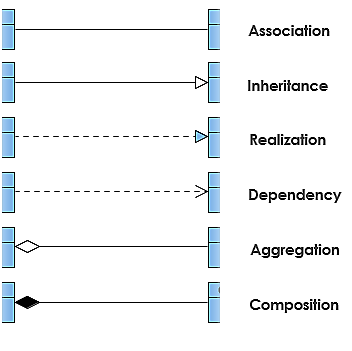 Association
Inheritance
Realization
Dependency
Aggregation
Composition